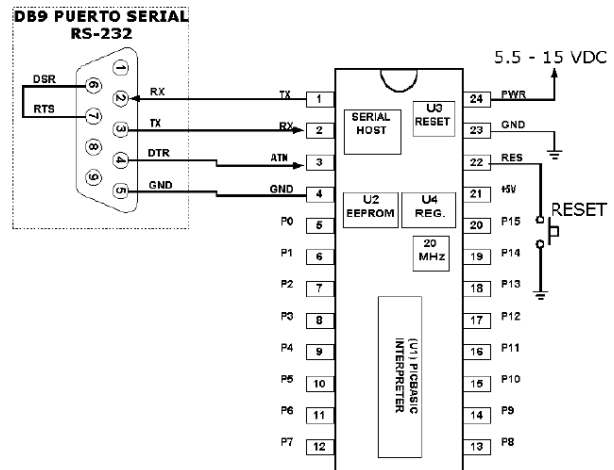 DB9 PUERTO SERIAL
RS-232
5.5 - 15 VDC
DSR
RTS
1
6
2
7
3
8
4
9
5
RX
TX
DTR
GND
TX
RX
ATN
GND
P0
P1
P2
P3
P4
P5
P6
P7
1
2
3
4
5
6
7
8
9
10
11
12
SERIAL
HOST
U3
RESET
U2
EEPROM
U4
REG.
20
MHz
(U1) PICBASIC
INTERPRETER
24
23
22
21
20
19
18
17
16
15
14
13
PWR
GND
RES
+5V
P15
P14
P13
P12
P11
P10
P9
P8
RESET